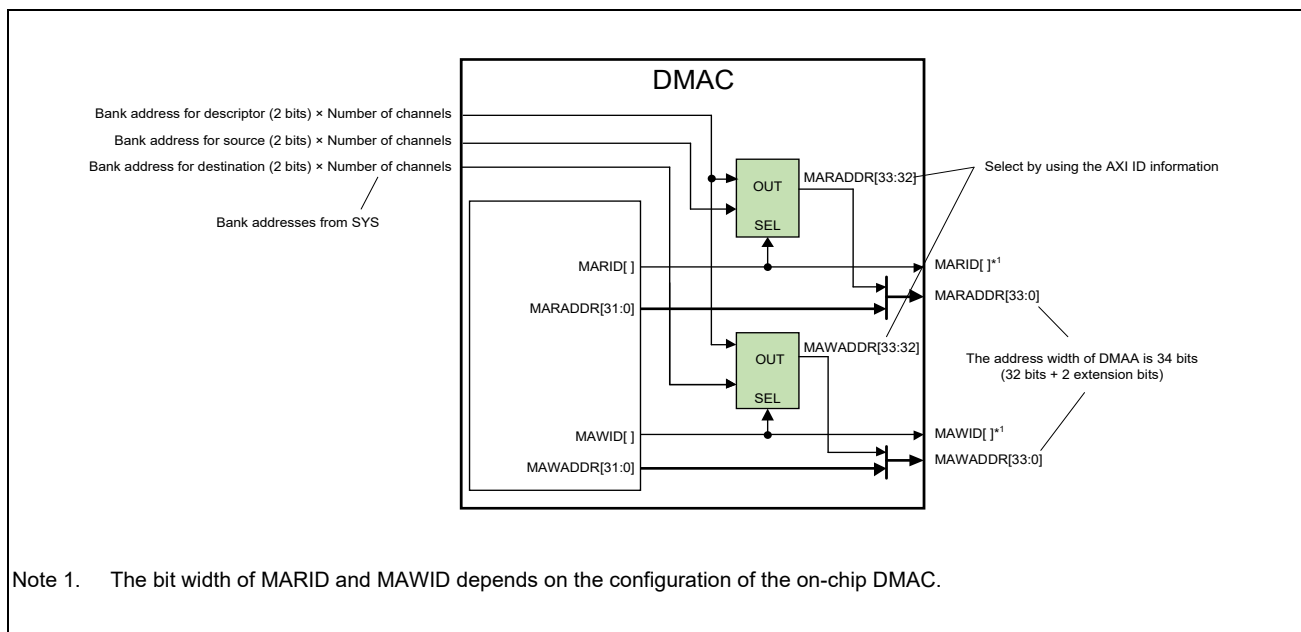 DMAC
Bank address for descriptor (2 bits) × Number of channels
Bank address for source (2 bits) × Number of channels
Bank address for destination (2 bits) × Number of channels
Bank addresses from SYS
OUT
SEL
MARADDR[33:32]
Select by using the AXI ID information
MARID[ ]
MARID[ ]*1
MARADDR[31:0]
MARADDR[33:0]
OUT
SEL
MAWADDR[33:32]
The address width of DMAA is 34 bits
(32 bits + 2 extension bits)
MAWID[ ]
MAWID[ ]*1
MAWADDR[31:0]
MAWADDR[33:0]
Note 1. The bit width of MARID and MAWID depends on the configuration of the on-chip DMAC.